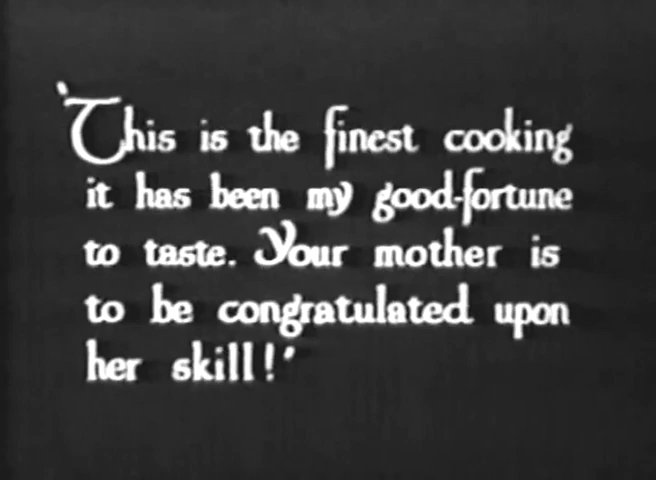 'This is the finest cooking
it has been my good-fortune
to taste. Your mother is
to be congratulated upon
her skill!'